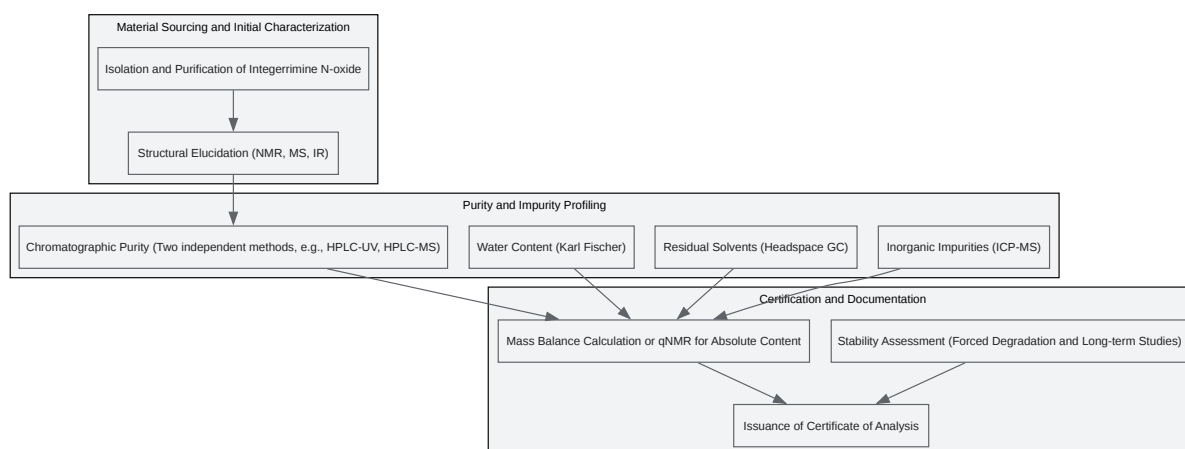 Material Sourcing and Initial Characterization
Isolation and Purification of Integerrimine N-oxide
Structural Elucidation (NMR, MS, IR)
Purity and Impurity Profiling
Chromatographic Purity (Two independent methods, e.g., HPLC-UV, HPLC-MS)
Water Content (Karl Fischer)
Residual Solvents (Headspace GC)
Inorganic Impurities (ICP-MS)
Certification and Documentation
Mass Balance Calculation or qNMR for Absolute Content
Stability Assessment (Forced Degradation and Long-term Studies)
Issuance of Certificate of Analysis